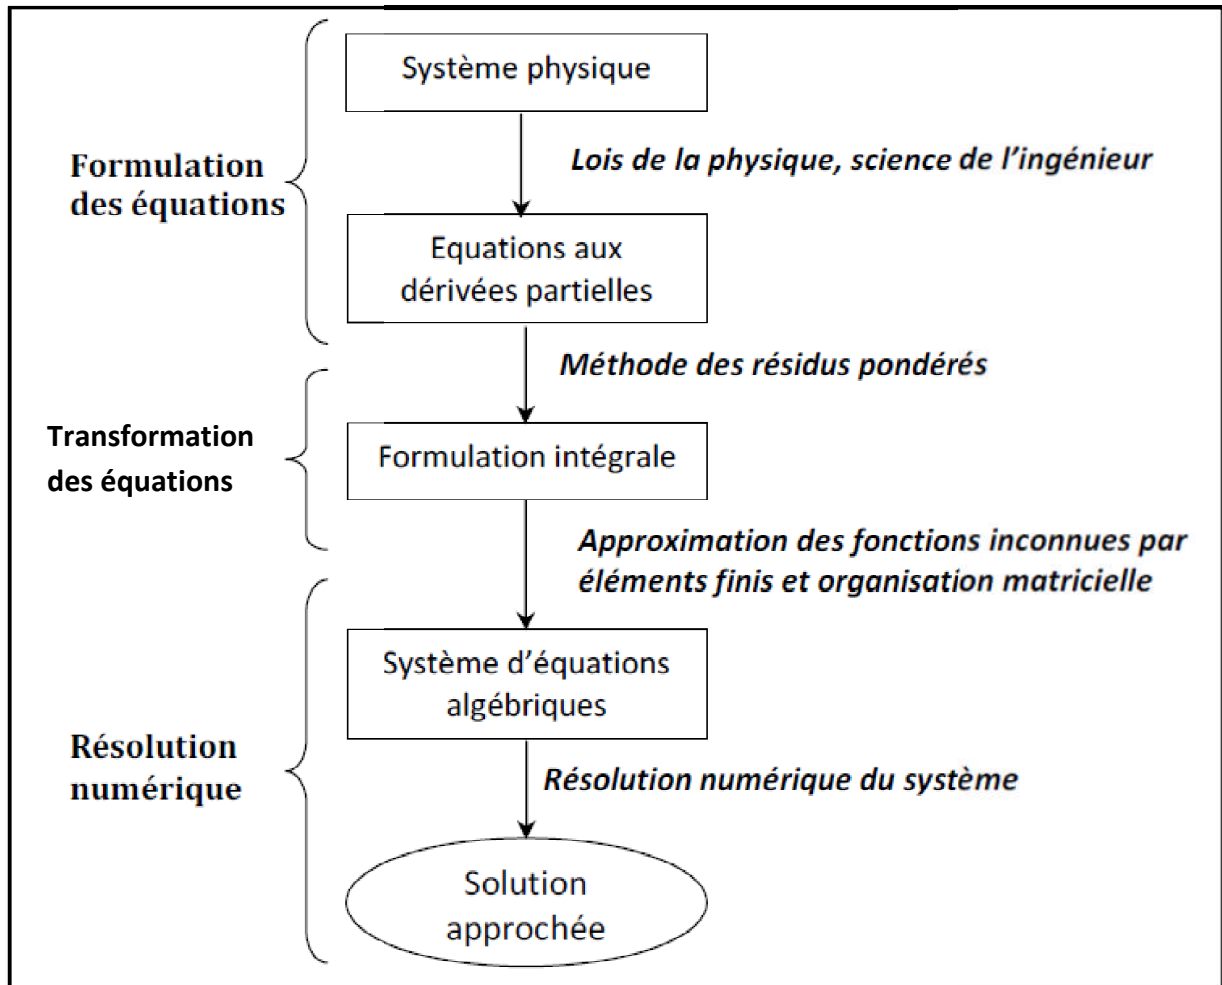 Système physique
Formulation
des équations
Lois de la physique, science de l'ingénieur
Equations aux
dérivées partielles
Méthode des résidus pondérés
Transformation
des équations
Formulation intégrale
Approximation des fonctions inconnues par
éléments finis et organisation matricielle
Système d'équations
algébriques
Résolution
numérique
Résolution numérique du système
Solution
approchée